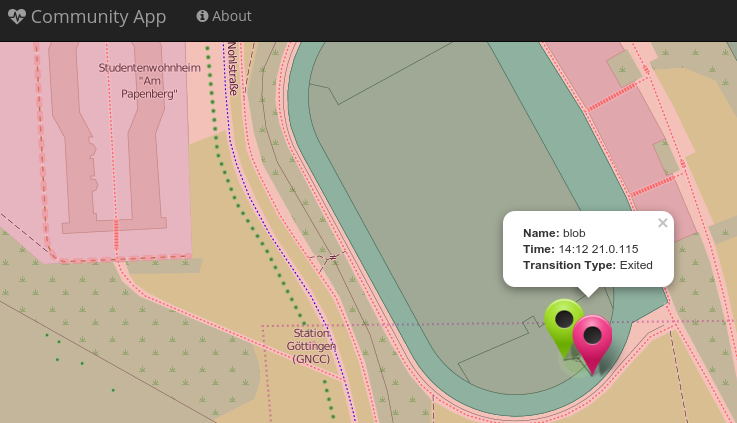 Community App
About
Studentenwohnheim
"Am
Papenberg"
Nohlstraße
×
Name: blob
Time: 14:12 21.0.115
Transition Type: Exited
Station
Göttingen
(GNCC)